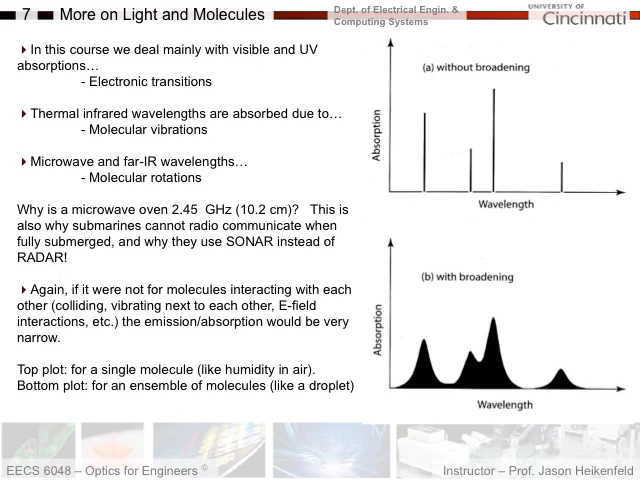 7 More on Light and Molecules
Dept. of Electrical Engin. &
Computing Systems
UNIVERSITY OF
Cincinnati
In this course we deal mainly with visible and UV
absorptions…
- Electronic transitions
Thermal infrared wavelengths are absorbed due to…
- Molecular vibrations
Microwave and far-IR wavelengths…
- Molecular rotations
Why is a microwave oven 2.45 GHz (10.2 cm)? This is
also why submarines cannot radio communicate when
fully submerged, and why they use SONAR instead of
RADAR!
Again, if it were not for molecules interacting with each
other (colliding, vibrating next to each other, E-field
interactions, etc.) the emission/absorption would be very
narrow.
Top plot: for a single molecule (like humidity in air).
Bottom plot: for an ensemble of molecules (like a droplet)
(a) without broadening
Absorption
Wavelength
(b) with broadening
Absorption
Wavelength
EECS 6048 – Optics for Engineers ©
Instructor – Prof. Jason Heikenfeld